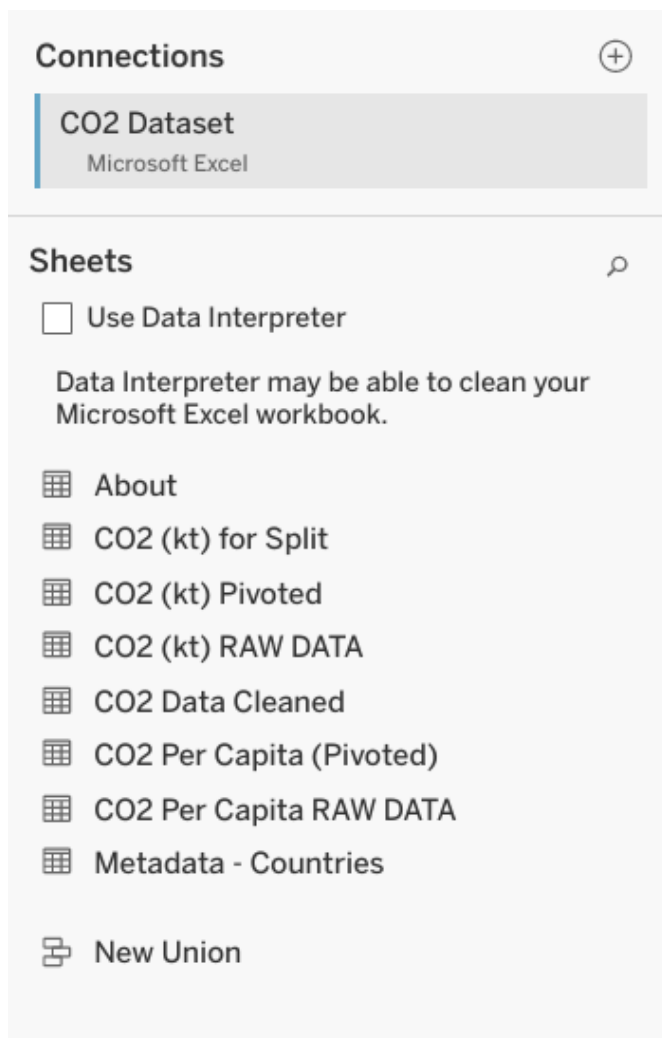 Connections
CO2 Dataset
Microsoft Excel
Sheets
Use Data Interpreter
Data Interpreter may be able to clean your
Microsoft Excel workbook.
About
CO2 (kt) for Split
CO2 (kt) Pivoted
CO2 (kt) RAW DATA
CO2 Data Cleaned
CO2 Per Capita (Pivoted)
CO2 Per Capita RAW DATA
Metadata - Countries
New Union